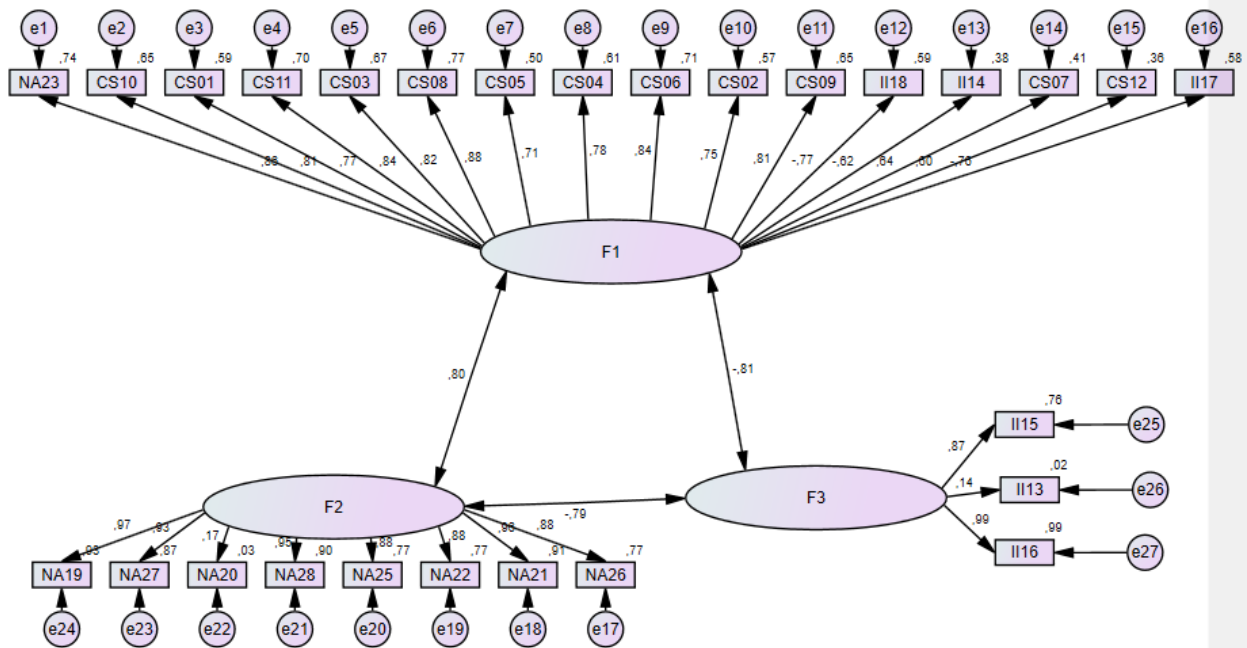 e1 e2 e3 e4 e5 e6 e7 e8 e9 e10 e11 e12 e13 e14 e15 e16
,74 ,65 ,59 ,70 ,67 ,77 ,50 ,61 ,71 ,57 ,65 ,59 ,38 ,41 ,36 ,58
NA23 CS10 CS01 CS11 CS03 CS08 CS05 CS04 CS06 CS02 CS09 II18 II14 CS07 CS12 II17
,81 ,77 ,84 ,82 ,88 ,71 ,78 ,84 ,75 ,81 -,77 -,62 ,64 ,60 -,76
F1
,80 -,81
,76
II15 e25
,87
,02
,14 II13 e26
F2 F3
-,79
,99 ,99
II16 e27
,97 ,93 ,17 ,95 ,88 ,88 ,96 ,88
,93 ,87 ,03 ,90 ,77 ,77 ,91 ,77
NA19 NA27 NA20 NA28 NA25 NA22 NA21 NA26
e24 e23 e22 e21 e20 e19 e18 e17